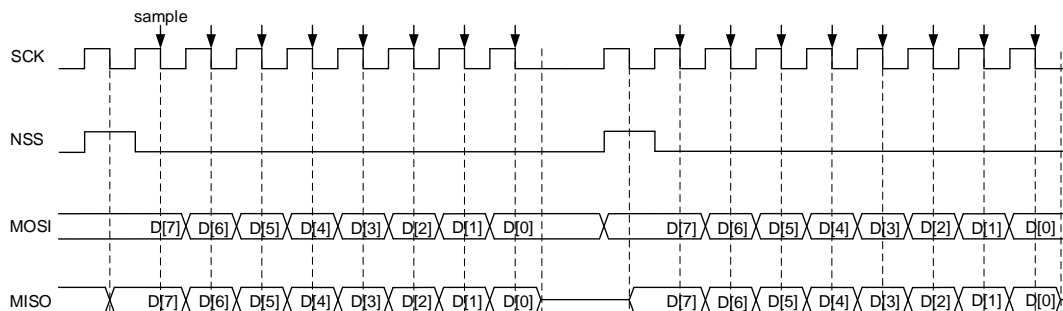 sample
SCK
NSS
MOSI D[7] D[6] D[5] D[4] D[3] D[2] D[1] D[0] D[7] D[6] D[5] D[4] D[3] D[2] D[1] D[0]
MISO D[7] D[6] D[5] D[4] D[3] D[2] D[1] D[0] D[7] D[6] D[5] D[4] D[3] D[2] D[1] D[0]